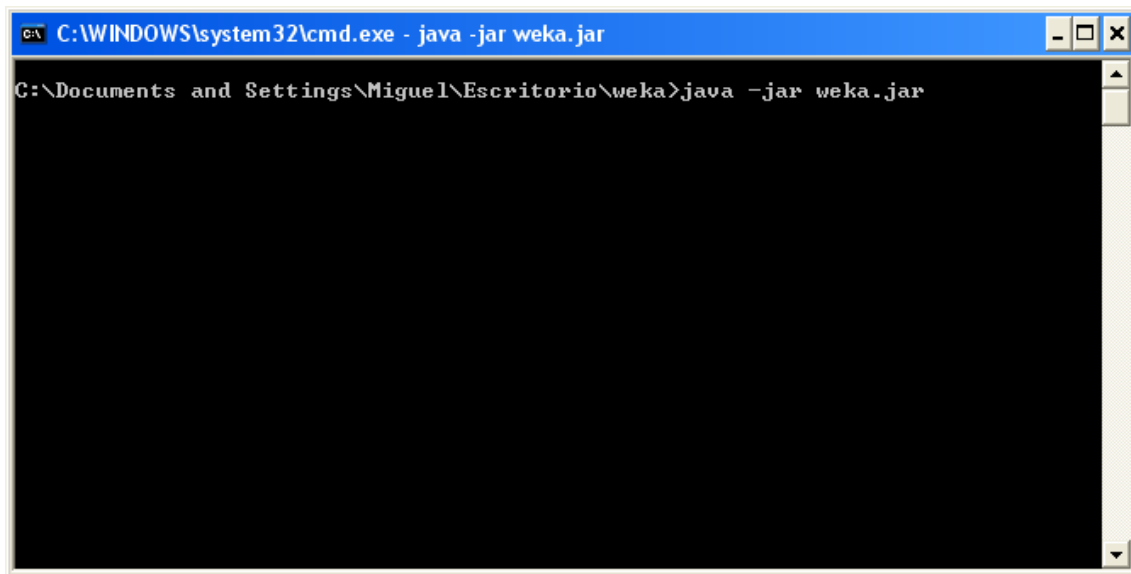 C:\WINDOWS\system32\cmd.exe - java -jar weka.jar
C:\Documents and Settings\Miguel\Escritorio\weka>java -jar weka.jar